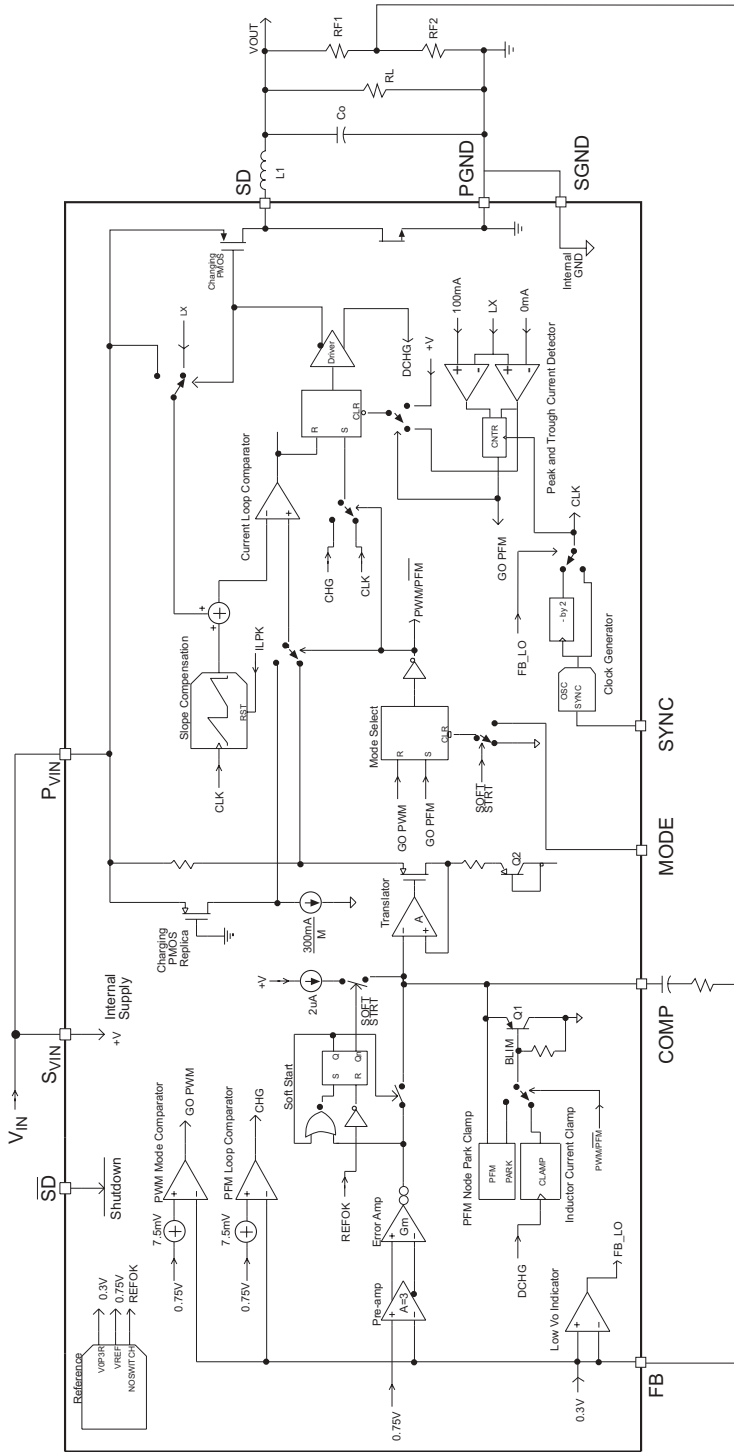 VIN
SD
SVIN
PVIN
Reference
V0P3R
VREF
NOSWITCH
0.3V
0.75V
REFOK
Shutdown
+V
Internal
Supply
7.5mV
0.75V
PWM Mode Comparator
GO PWM
7.5mV
0.75V
PFM Loop Comparator
CHG
REFOK
Soft Start
S
R
Q
Qn
+V
2uA
SOFT
STRT
Charging
PMOS
Replica
300mA
M
CLK
Slope Compensation
RST
ILPK
Current Loop Comparator
LX
Changing
PMOS
SD
L1
VOUT
Co
RL
RF1
RF2
PGND
SGND
Internal
GND
CHG
CLK
R
S
CLR
Driver
DCHG
+V
100mA
LX
0mA
CNTR
Peak and Trough Current Detector
GO PFM
0.75V
Pre-amp
A=3
Error Amp
Gm
Translator
A
Q2
GO PWM
GO PFM
Mode Select
R
S
CLR
PWM/PFM
SOFT
STRT
FB_LO
- by 2
OSC
SYNC
CLK
Clock Generator
0.3V
Low Vo Indicator
FB_LO
DCHG
PFM Node Park Clamp
PFM
PARK
CLAMP
Inductor Current Clamp
BLIM
Q1
PWM/PFM
FB
COMP
MODE
SYNC